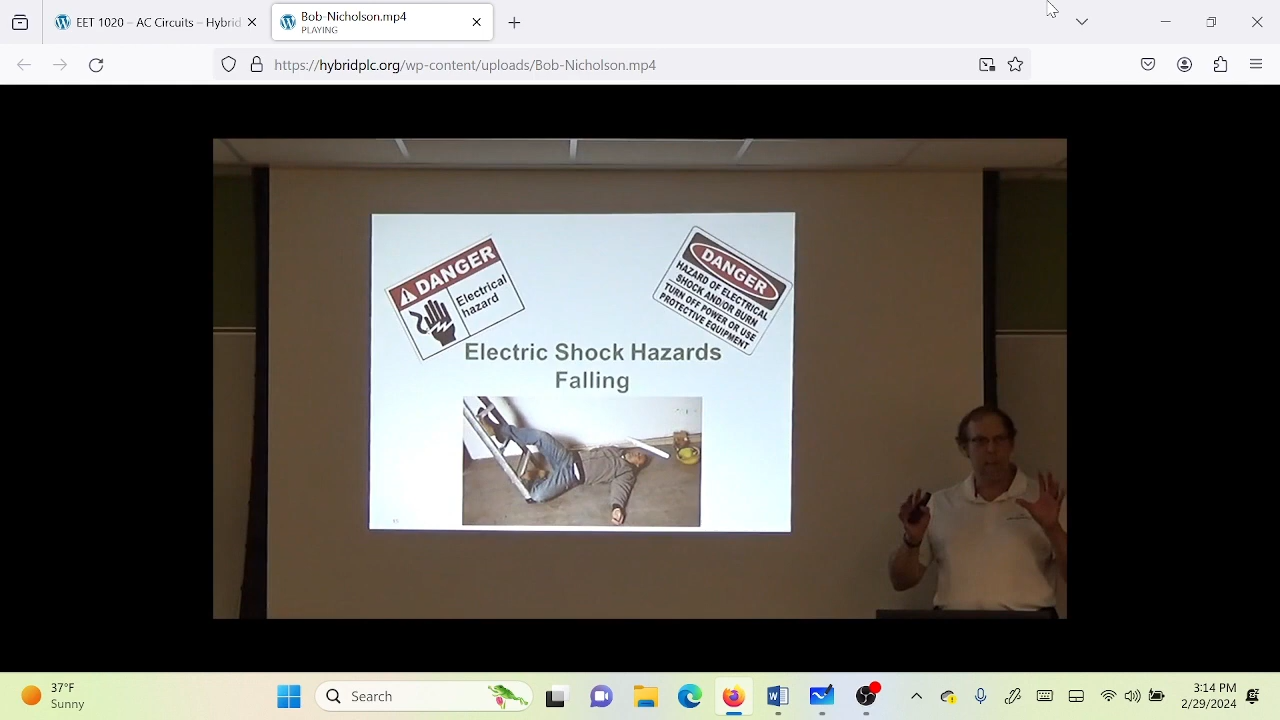 EET 1020 – AC Circuits – Hybrid
Bob-Nicholson.mp4
PLAYING
https://hybridplc.org/wp-content/uploads/Bob-Nicholson.mp4
DANGER
Electrical
hazard
DANGER
HAZARD OF ELECTRICAL
SHOCK AND/OR BURN
TURN OFF POWER OR USE
PROTECTIVE EQUIPMENT
Electric Shock Hazards
Falling
37°F
Sunny
Search
3:14 PM
2/29/2024